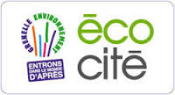 GRENELLE ENVIRONNEMENT
ENTRONS
DANS LE MONDE
D'APRÈS
éco
cité